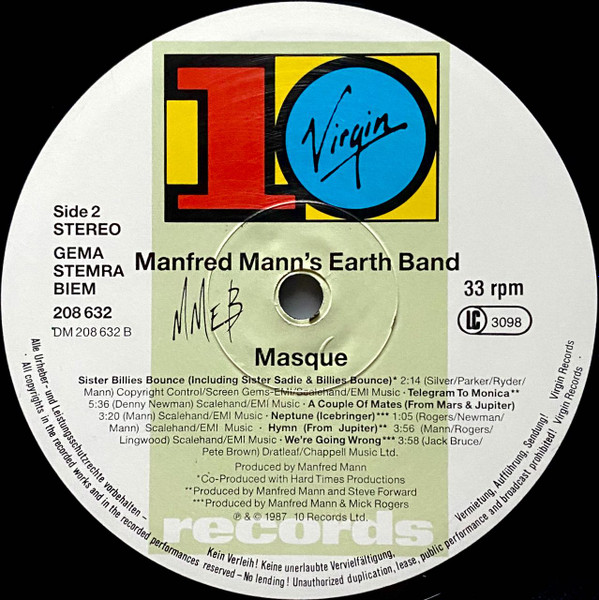 10
Virgin
Side 2
STEREO
GEMA
STEMRA
BIEM
208 632
DM 208 632 B
Manfred Mann's Earth Band
33 rpm
LC 3098
MMEB
Masque
Sister Billies Bounce (Including Sister Sadie & Billies Bounce)* 2:14 (Silver/Parker/Ryder/
Mann) Copyright Control/Screen Gems-EMI/Scalehand/EMI Music · Telegram To Monica**
5:36 (Denny Newman) Scalehand/EMI Music · A Couple Of Mates (From Mars & Jupiter)
3:20 (Mann) Scalehand/EMI Music · Neptune (Icebringer)*** 1:05 (Rogers/Newman/
Mann) Scalehand/EMI Music · Hymn (From Jupiter)** 3:56 (Mann/Rogers/
Lingwood) Scalehand/EMI Music · We're Going Wrong*** 3:58 (Jack Bruce/
Pete Brown) Dratleaf/Chappell Music Ltd.
Produced by Manfred Mann
*Co-Produced with Hard Times Productions
**Produced by Manfred Mann and Steve Forward
***Produced by Manfred Mann & Mick Rogers
℗ & © 1987 10 Records Ltd.
records
Alle Urheber- und Leistungsschutzrechte vorbehalten – Kein Verleih! Keine unerlaubte Vervielfältigung, Vermietung, Aufführung, Sendung! Virgin Records
· All copyrights in the recorded works and in the recorded performances reserved – No lending! Unauthorized duplication, lease, public performance and broadcast prohibited! Virgin Records ·